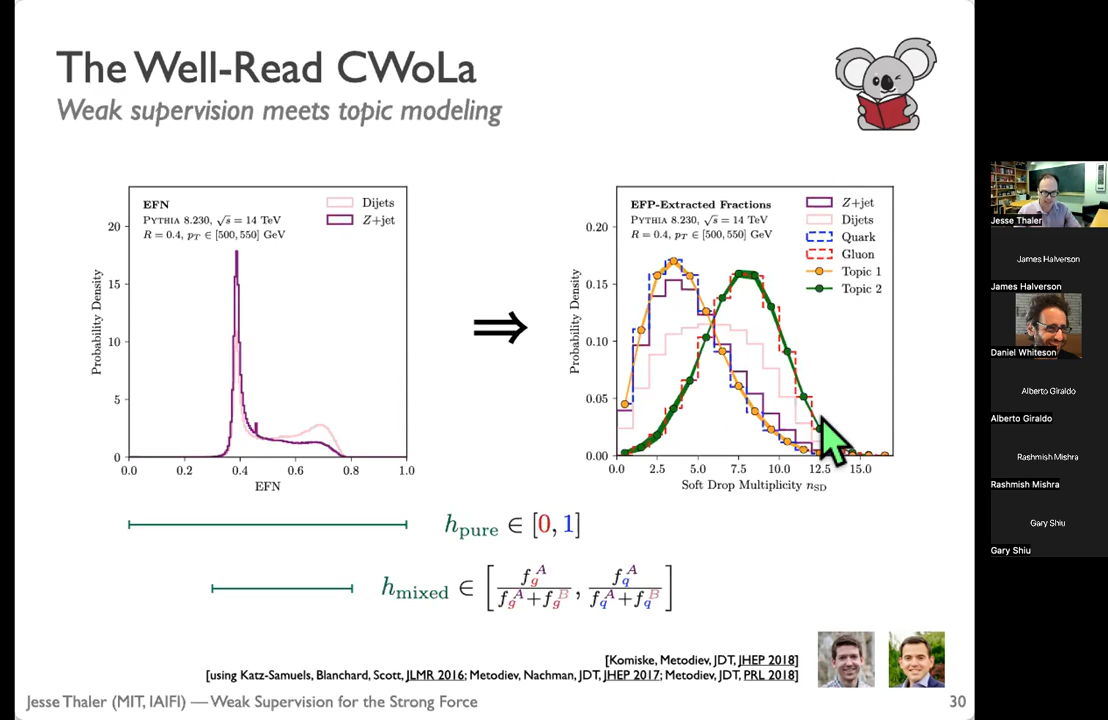 The Well-Read CWoLa
Weak supervision meets topic modeling
EFN
PYTHIA 8.230, √s = 14 TeV
R = 0.4, pT ∈ [500, 550] GeV
Dijets
Z+jet
Probability Density
20
15
10
5
0
0.0 0.2 0.4 0.6 0.8 1.0
EFN
⇒
EFP-Extracted Fractions
PYTHIA 8.230, √s = 14 TeV
R = 0.4, pT ∈ [500, 550] GeV
Z+jet
Dijets
Quark
Gluon
Topic 1
Topic 2
Probability Density
0.20
0.15
0.10
0.05
0.00
0.0 2.5 5.0 7.5 10.0 12.5 15.0
Soft Drop Multiplicity nSD
h_pure ∈ [0, 1]
h_mixed ∈ [f_g^A / (f_g^A + f_g^B), f_q^A / (f_q^A + f_q^B)]
[Komiske, Metodiev, JDT, JHEP 2018]
[using Katz-Samuels, Blanchard, Scott, JLMR 2016; Metodiev, Nachman, JDT, JHEP 2017; Metodiev, JDT, PRL 2018]
Jesse Thaler (MIT, IAIFI) — Weak Supervision for the Strong Force
30
Jesse Thaler
James Halverson
James Halverson
Daniel Whiteson
Alberto Giraldo
Alberto Giraldo
Rashmish Mishra
Rashmish Mishra
Gary Shiu
Gary Shiu